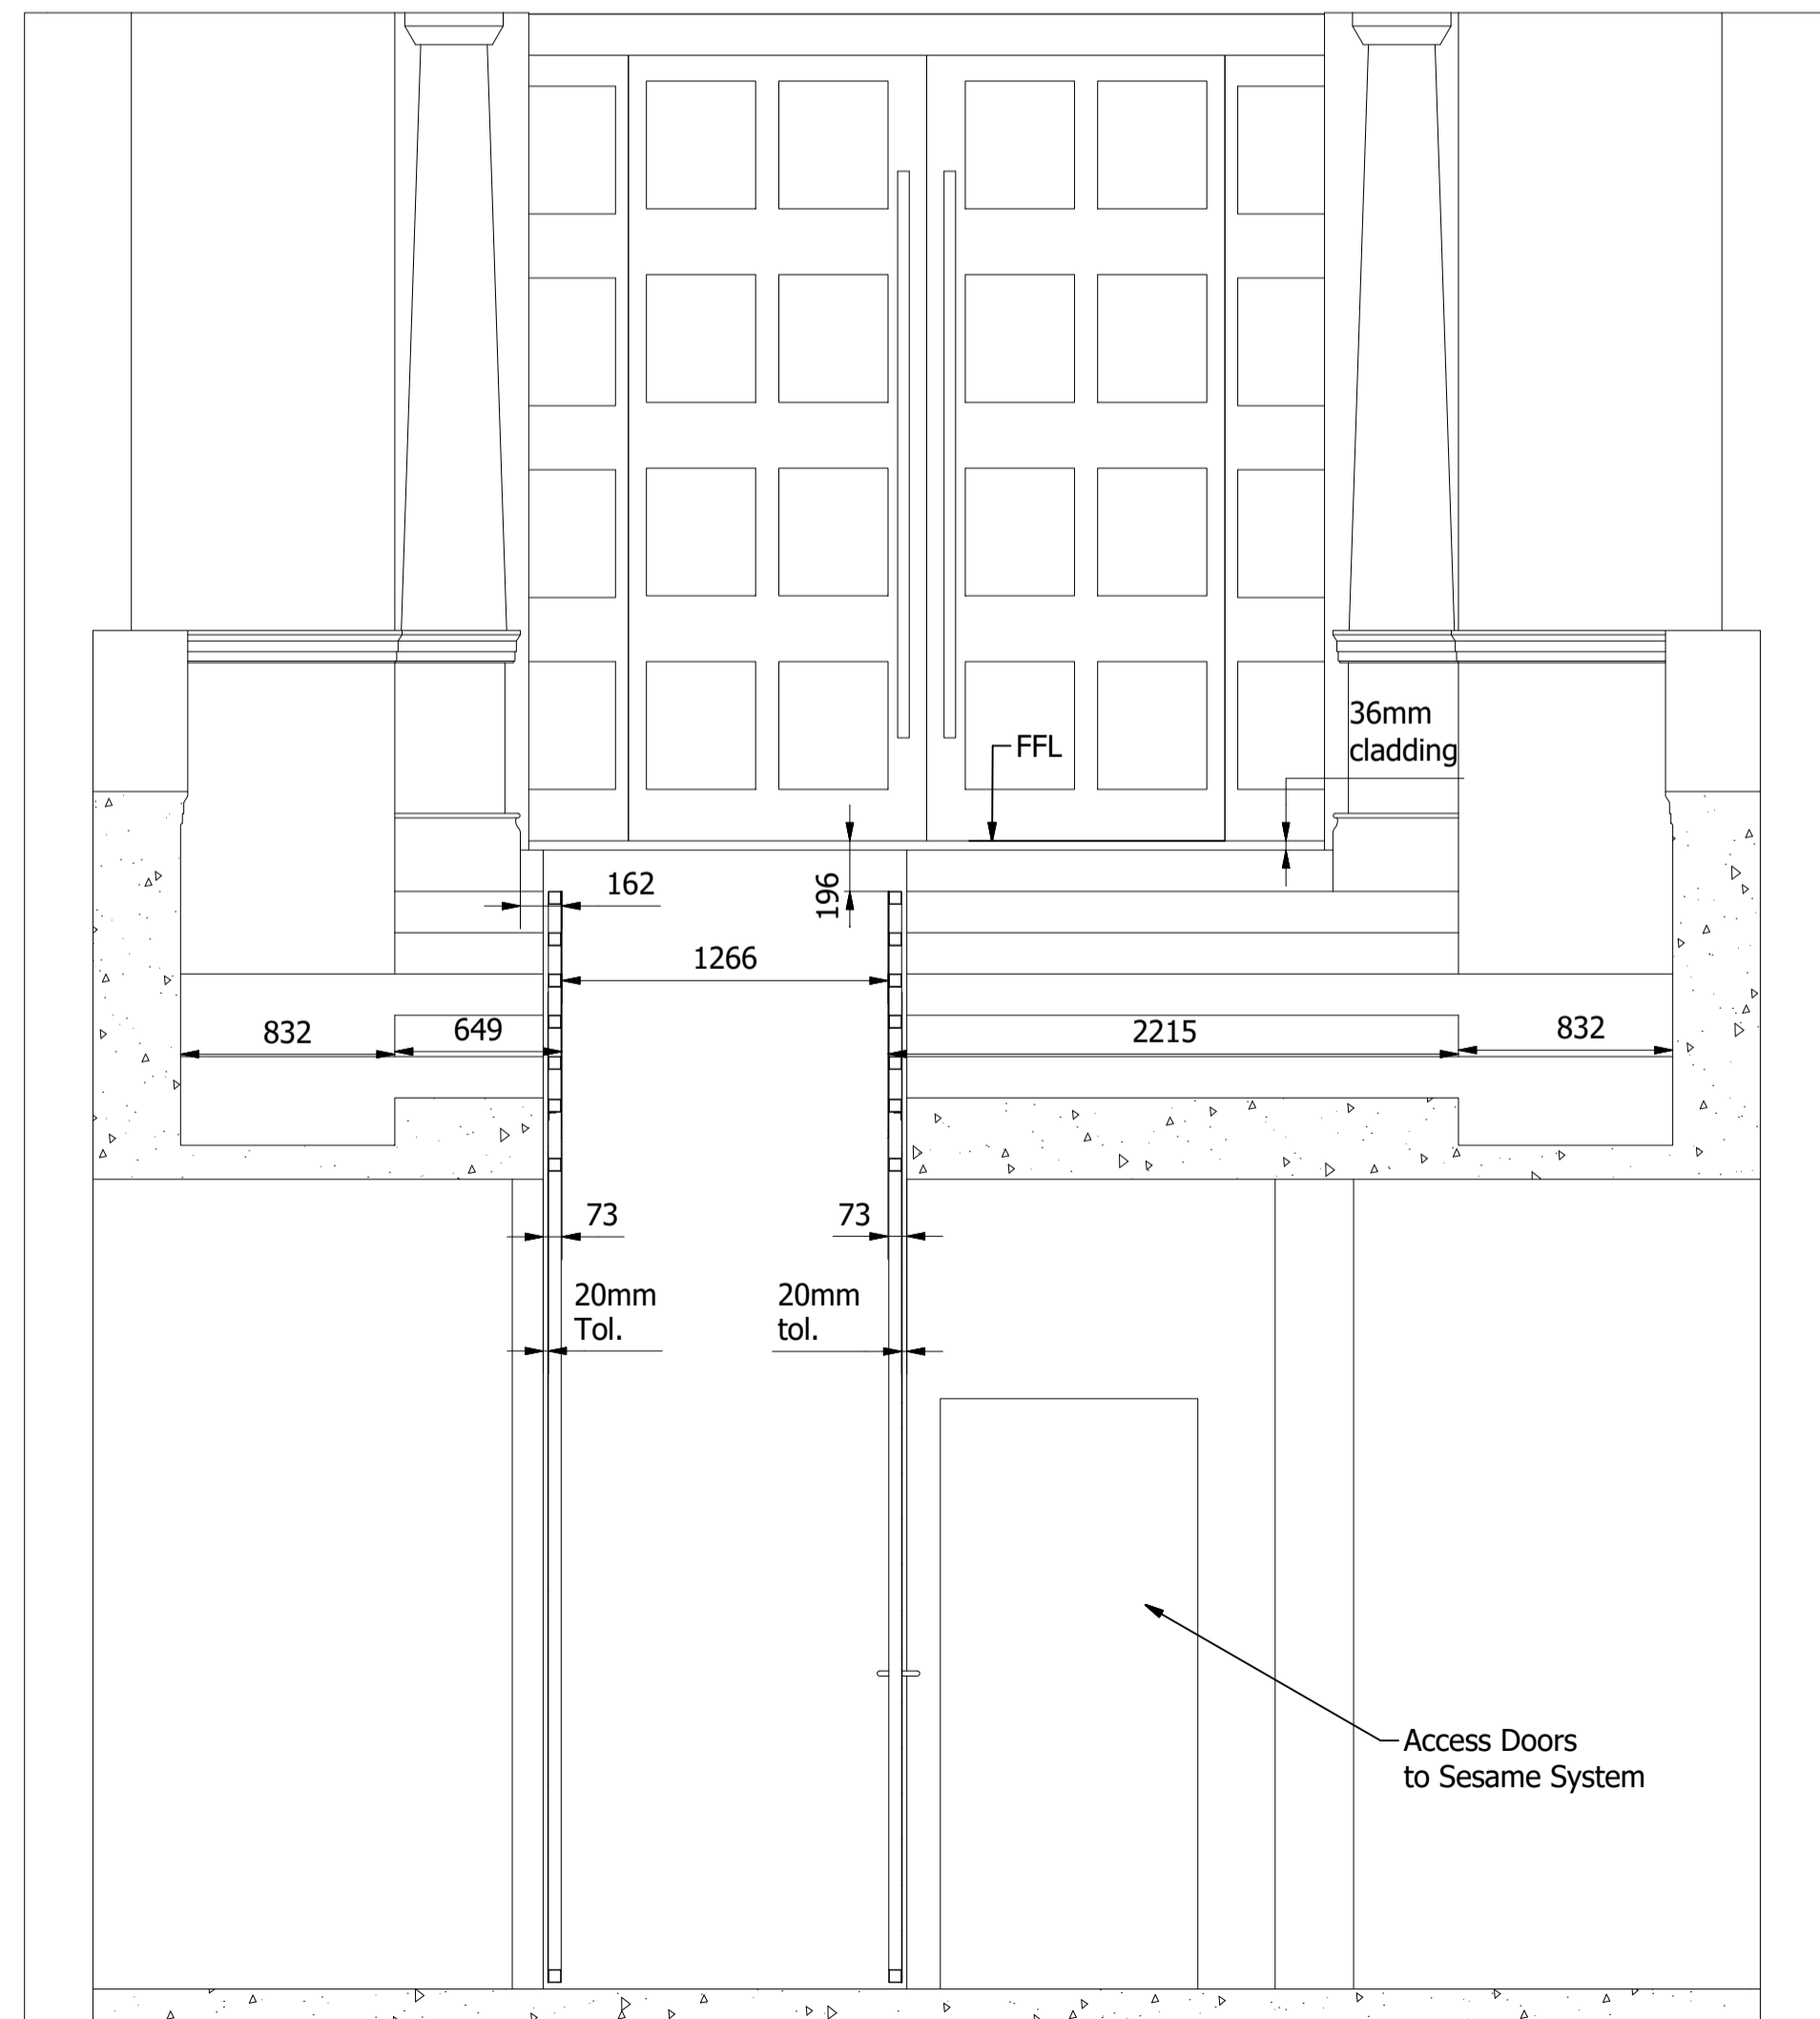 36mm
cladding
FFL
162
196
1266
832
649
2215
832
73
73
20mm
Tol.
20mm
tol.
Access Doors
to Sesame System